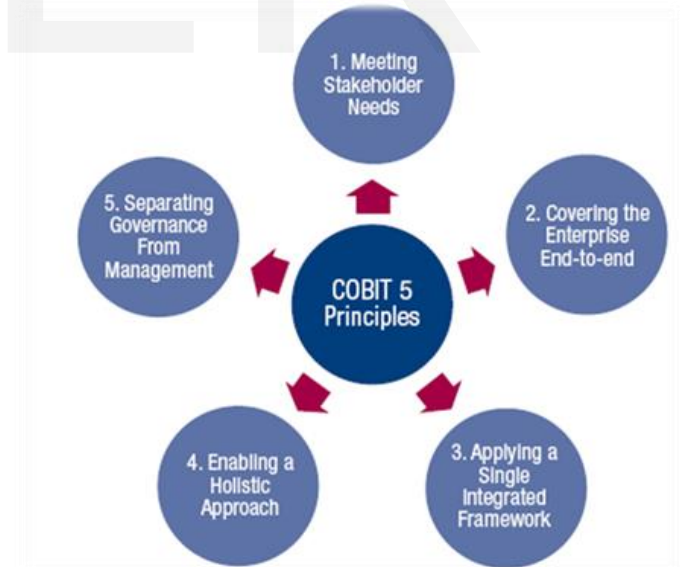 1. Meeting
Stakeholder
Needs
2. Covering the
Enterprise
End-to-end
3. Applying a
Single
Integrated
Framework
4. Enabling a
Holistic
Approach
5. Separating
Governance
From
Management
COBIT 5
Principles